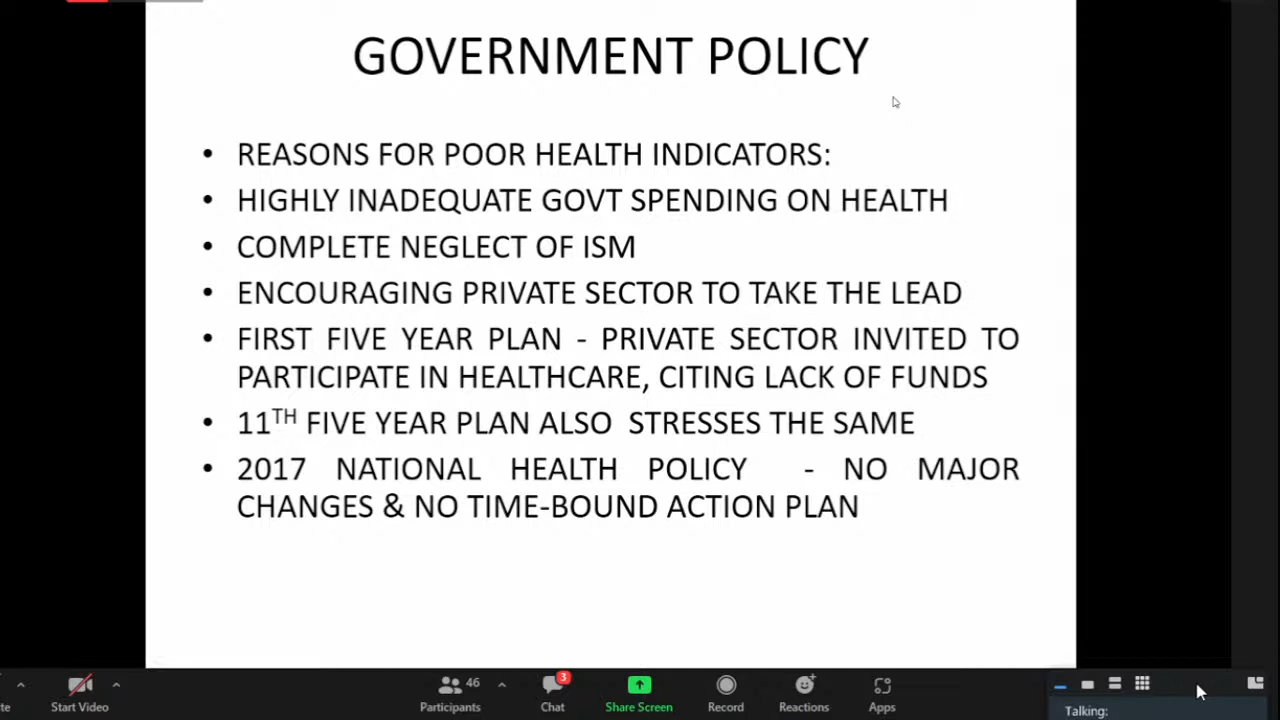 GOVERNMENT POLICY
• REASONS FOR POOR HEALTH INDICATORS:
• HIGHLY INADEQUATE GOVT SPENDING ON HEALTH
• COMPLETE NEGLECT OF ISM
• ENCOURAGING PRIVATE SECTOR TO TAKE THE LEAD
• FIRST FIVE YEAR PLAN - PRIVATE SECTOR INVITED TO
PARTICIPATE IN HEALTHCARE, CITING LACK OF FUNDS
• 11TH FIVE YEAR PLAN ALSO STRESSES THE SAME
• 2017 NATIONAL HEALTH POLICY - NO MAJOR
CHANGES & NO TIME-BOUND ACTION PLAN
46
3
te
Start Video
Participants
Chat
Share Screen
Record
Reactions
Apps
Talking: